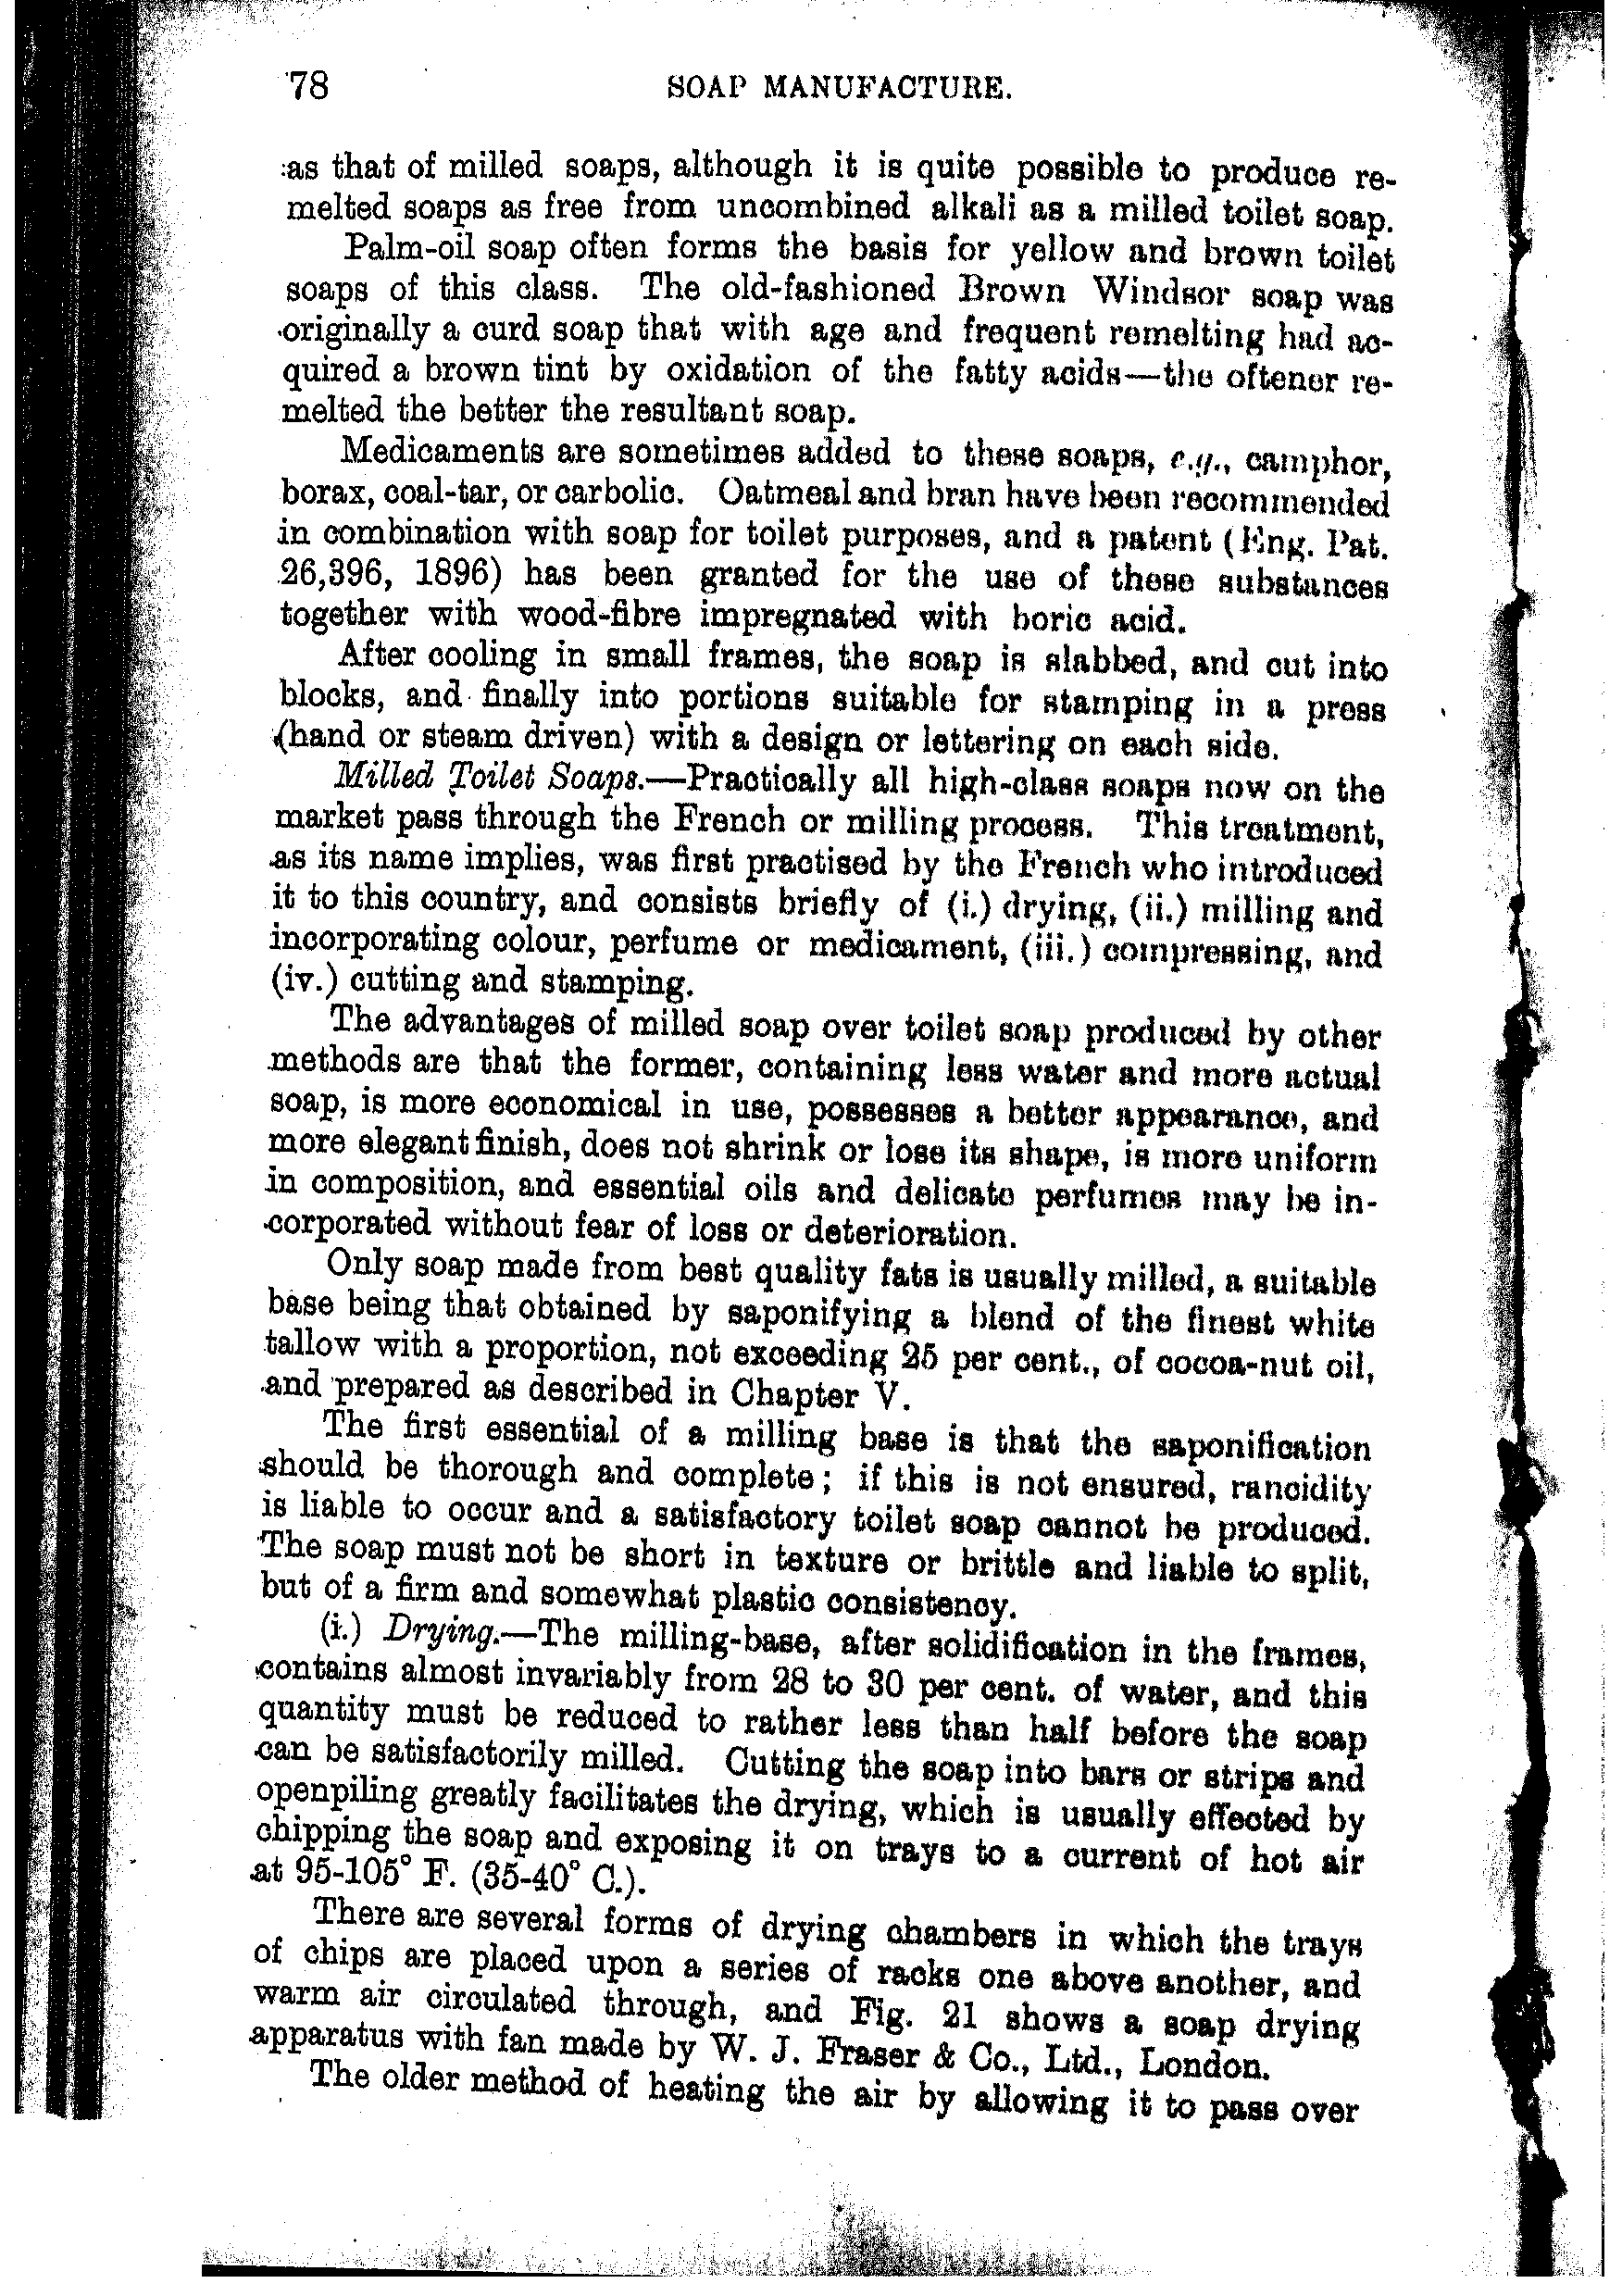 78 SOAP MANUFACTURE.
as that of milled soaps, although it is quite possible to produce re-
melted soaps as free from uncombined alkali as a milled toilet soap.
Palm-oil soap often forms the basis for yellow and brown toilet
soaps of this class. The old-fashioned Brown Windsor soap was
originally a curd soap that with age and frequent remelting had ac-
quired a brown tint by oxidation of the fatty acids—the oftener re-
melted the better the resultant soap.
Medicaments are sometimes added to these soaps, e.g., camphor,
borax, coal-tar, or carbolic. Oatmeal and bran have been recommended
in combination with soap for toilet purposes, and a patent (Eng. Pat.
26,396, 1896) has been granted for the use of these substances
together with wood-fibre impregnated with boric acid.
After cooling in small frames, the soap is slabbed, and cut into
blocks, and finally into portions suitable for stamping in a press
(hand or steam driven) with a design or lettering on each side.
Milled Toilet Soaps.—Practically all high-class soaps now on the
market pass through the French or milling process. This treatment,
as its name implies, was first practised by the French who introduced
it to this country, and consists briefly of (i.) drying, (ii.) milling and
incorporating colour, perfume or medicament, (iii.) compressing, and
(iv.) cutting and stamping.
The advantages of milled soap over toilet soap produced by other
methods are that the former, containing less water and more actual
soap, is more economical in use, possesses a better appearance, and
more elegant finish, does not shrink or lose its shape, is more uniform
in composition, and essential oils and delicate perfumes may be in-
corporated without fear of loss or deterioration.
Only soap made from best quality fats is usually milled, a suitable
base being that obtained by saponifying a blend of the finest white
tallow with a proportion, not exceeding 25 per cent., of cocoa-nut oil,
and prepared as described in Chapter V.
The first essential of a milling base is that the saponification
should be thorough and complete; if this is not ensured, rancidity
is liable to occur and a satisfactory toilet soap cannot be produced.
The soap must not be short in texture or brittle and liable to split,
but of a firm and somewhat plastic consistency.
(i.) Drying.—The milling-base, after solidification in the frames,
contains almost invariably from 28 to 30 per cent. of water, and this
quantity must be reduced to rather less than half before the soap
can be satisfactorily milled. Cutting the soap into bars or strips and
openpiling greatly facilitates the drying, which is usually effected by
chipping the soap and exposing it on trays to a current of hot air
at 95-105° F. (35-40° C.).
There are several forms of drying chambers in which the trays
of chips are placed upon a series of racks one above another, and
warm air circulated through, and Fig. 21 shows a soap drying
apparatus with fan made by W. J. Fraser & Co., Ltd., London.
The older method of heating the air by allowing it to pass over